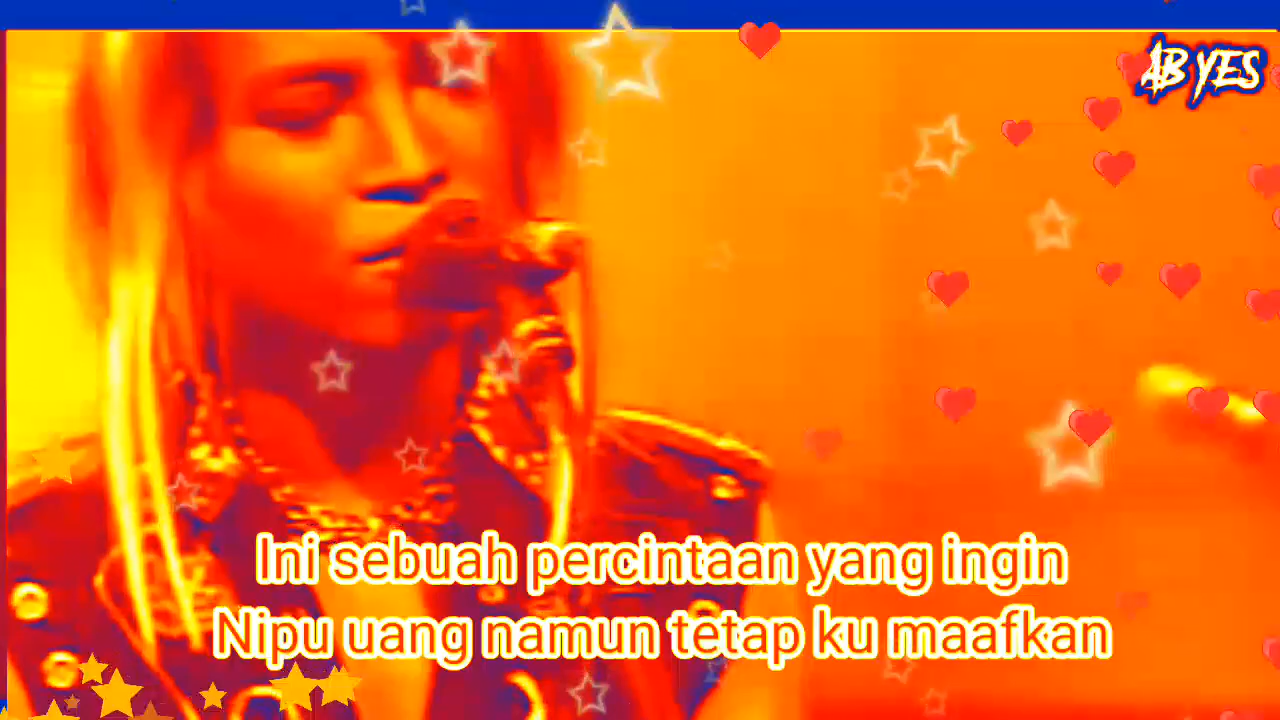 AB YES
Ini sebuah percintaan yang ingin
Nipu uang namun tetap ku maafkan